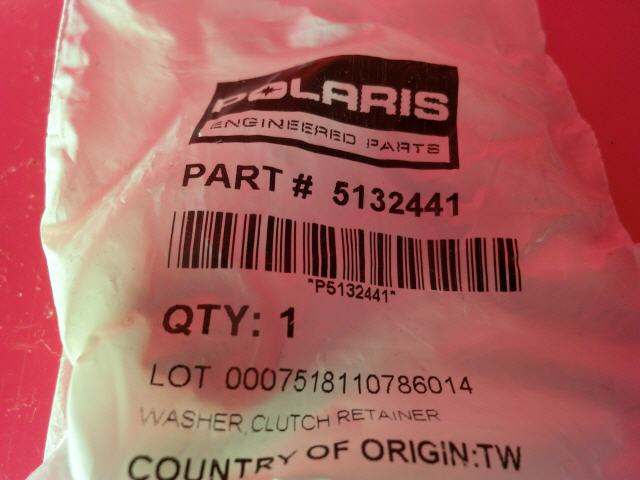 POLARIS
ENGINEERED PARTS
PART # 5132441
*P5132441*
QTY: 1
LOT 0007518110786014
WASHER, CLUTCH RETAINER
COUNTRY OF ORIGIN:TW